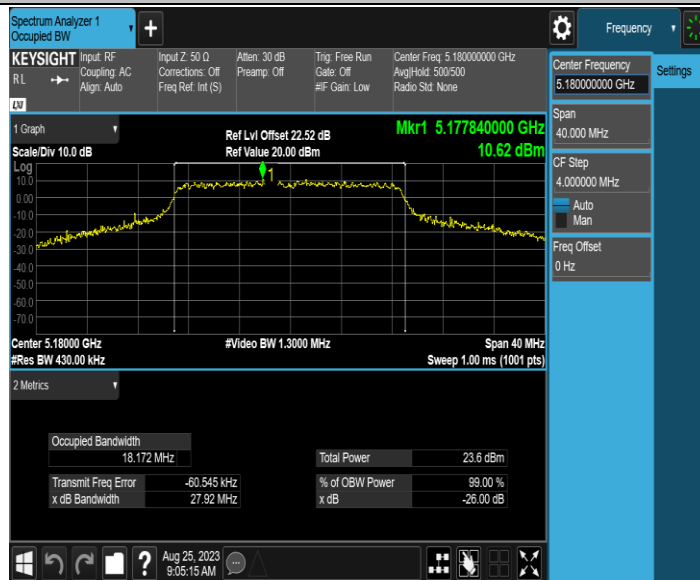 Spectrum Analyzer 1
Occupied BW
+
Frequency
KEYSIGHT
RL
LXI
Input: RF
Coupling: AC
Align: Auto
Input Z: 50 Ω
Corrections: Off
Freq Ref: Int (S)
Atten: 30 dB
Preamp: Off
Trig: Free Run
Gate: Off
#IF Gain: Low
Center Freq: 5.180000000 GHz
Avg|Hold: 500/500
Radio Std: None
Center Frequency
5.180000000 GHz
Settings
Span
40.000 MHz
CF Step
4.000000 MHz
Auto
Man
Freq Offset
0 Hz
1 Graph
Scale/Div 10.0 dB
Ref Lvl Offset 22.52 dB
Ref Value 20.00 dBm
Mkr1 5.177840000 GHz
10.62 dBm
Log
10.0
0.00
-10.0
-20.0
-30.0
-40.0
-50.0
-60.0
-70.0
1
Center 5.18000 GHz
#Res BW 430.00 kHz
#Video BW 1.3000 MHz
Span 40 MHz
Sweep 1.00 ms (1001 pts)
2 Metrics
Occupied Bandwidth
18.172 MHz
Total Power 23.6 dBm
Transmit Freq Error -60.545 kHz
% of OBW Power 99.00 %
x dB Bandwidth 27.92 MHz
x dB -26.00 dB
?
Aug 25, 2023
9:05:15 AM